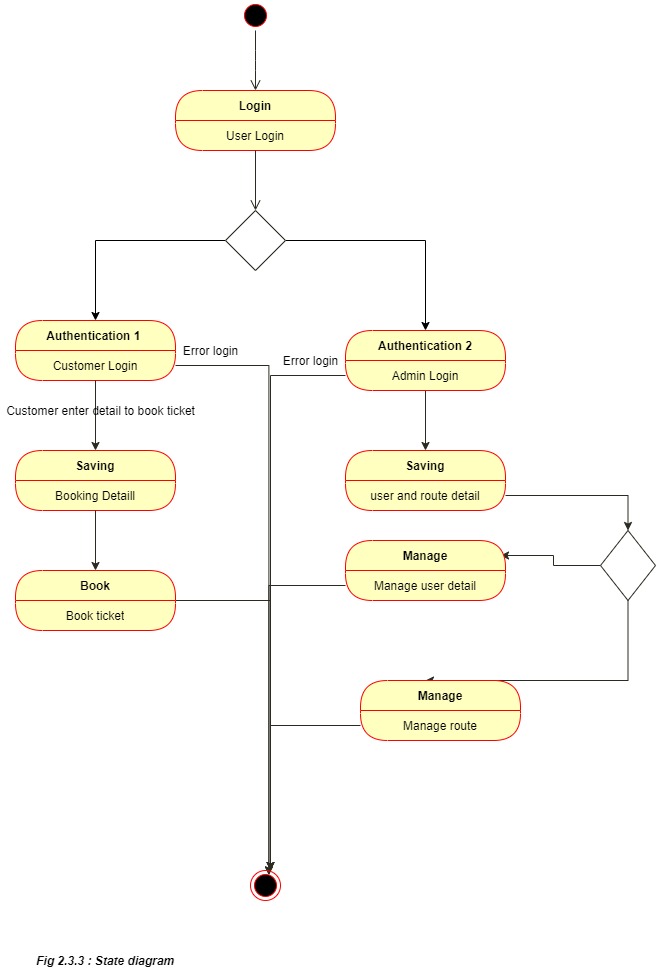 Login
User Login
Authentication 1
Customer Login
Error login
Error login
Authentication 2
Admin Login
Customer enter detail to book ticket
Saving
Booking Detaill
Saving
user and route detail
Manage
Manage user detail
Book
Book ticket
Manage
Manage route
Fig 2.3.3 : State diagram